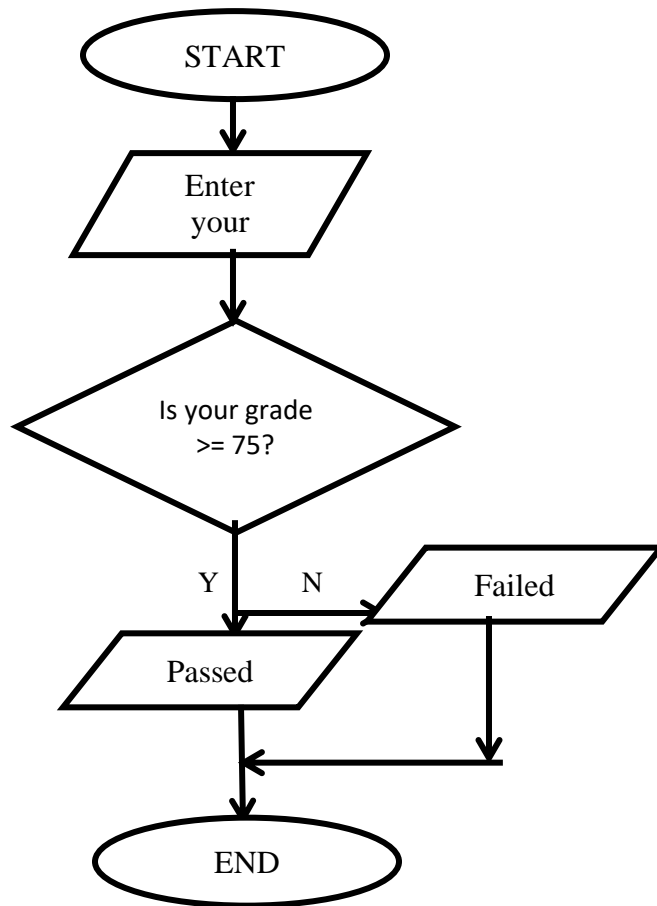 START
Enter
your
Is your grade
>= 75?
Y
N
Failed
Passed
END